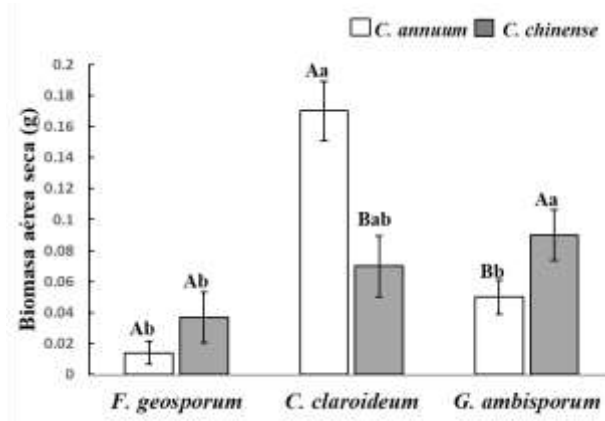 C. annuum C. chinense
Biomasa aérea seca (g)
0.2
0.18
0.16
0.14
0.12
0.1
0.08
0.06
0.04
0.02
0
Ab
Ab
Aa
Bab
Bb
Aa
F. geosporum C. claroideum G. ambisporum